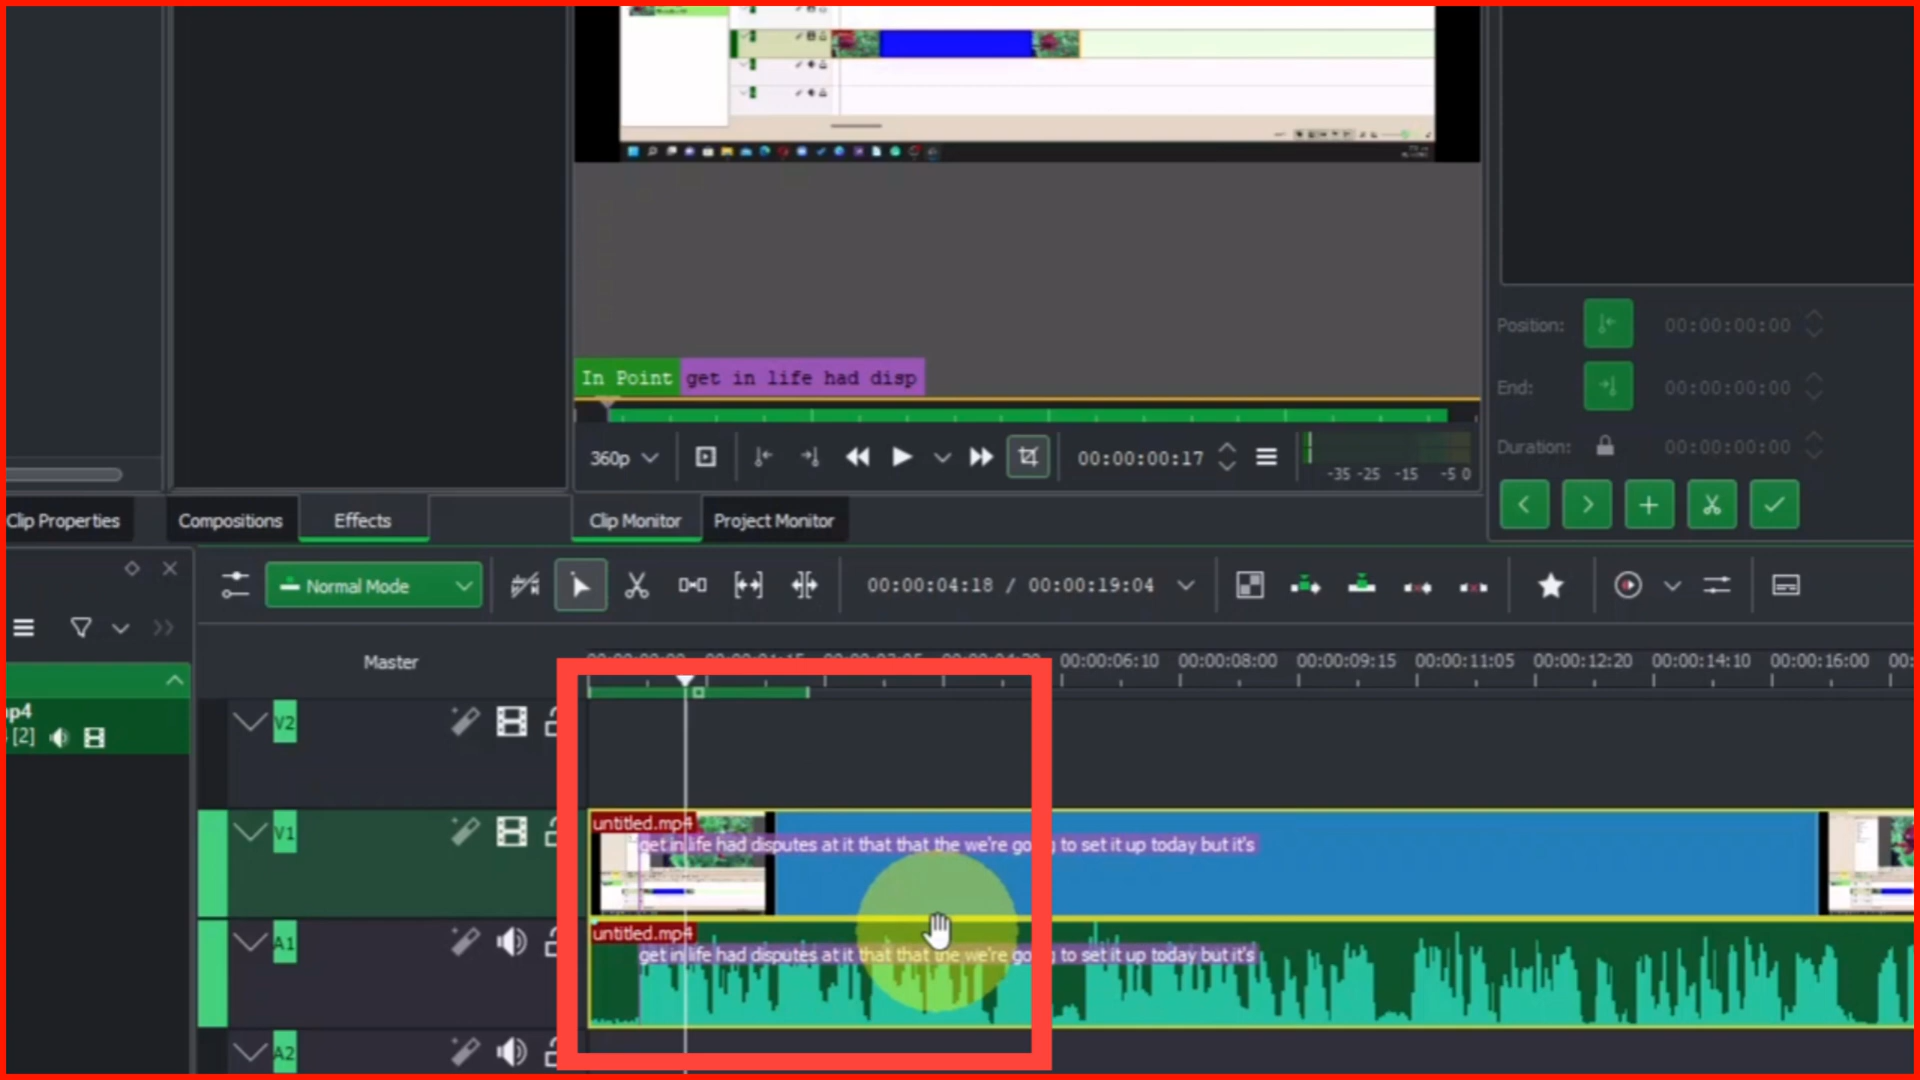 In Point get in life had disp
360p
00:00:00:17
-35 -25 -15 -5 0
Position: 00:00:00:00
End: 00:00:00:00
Duration: 00:00:00:00
Clip Properties
Compositions
Effects
Clip Monitor
Project Monitor
Normal Mode
00:00:04:18 / 00:00:19:04
Master
00:00:06:10 00:00:08:00 00:00:09:15 00:00:11:05 00:00:12:20 00:00:14:10 00:00:16:00 00:
p4
[2]
V2
V1
untitled.mp4
get in life had disputes at it that that the we're going to set it up today but it's
A1
untitled.mp4
get in life had disputes at it that that the we're going to set it up today but it's
A2